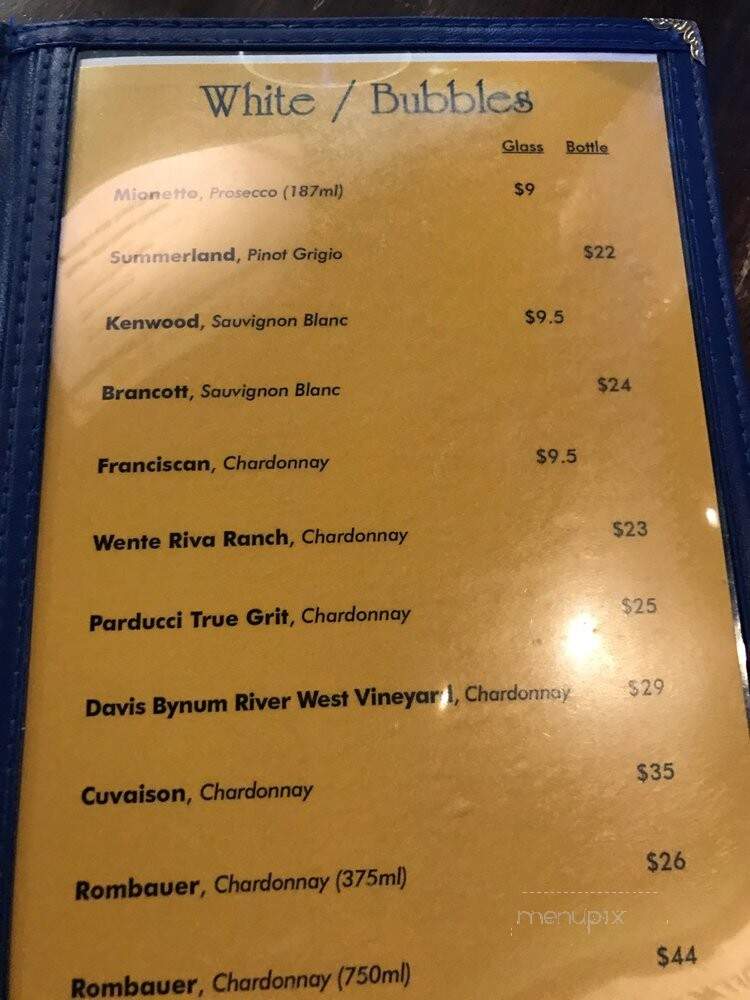 White / Bubbles
Glass Bottle
Mionetto, Prosecco (187ml) $9
Summerland, Pinot Grigio $22
Kenwood, Sauvignon Blanc $9.5
Brancott, Sauvignon Blanc $24
Franciscan, Chardonnay $9.5
Wente Riva Ranch, Chardonnay $23
Parducci True Grit, Chardonnay $25
Davis Bynum River West Vineyard, Chardonnay $29
Cuvaison, Chardonnay $35
Rombauer, Chardonnay (375ml) $26
menupix
Rombauer, Chardonnay (750ml) $44